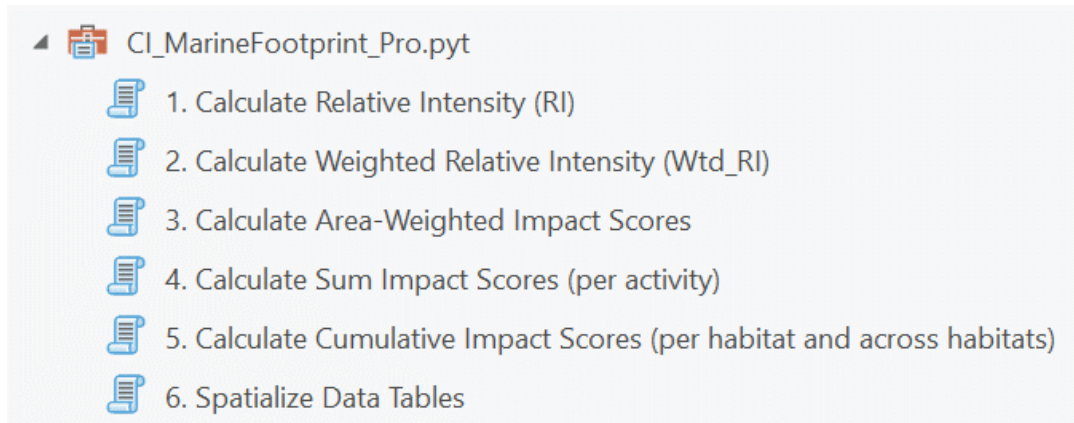 CI_MarineFootprint_Pro.pyt
1. Calculate Relative Intensity (RI)
2. Calculate Weighted Relative Intensity (Wtd_RI)
3. Calculate Area-Weighted Impact Scores
4. Calculate Sum Impact Scores (per activity)
5. Calculate Cumulative Impact Scores (per habitat and across habitats)
6. Spatialize Data Tables